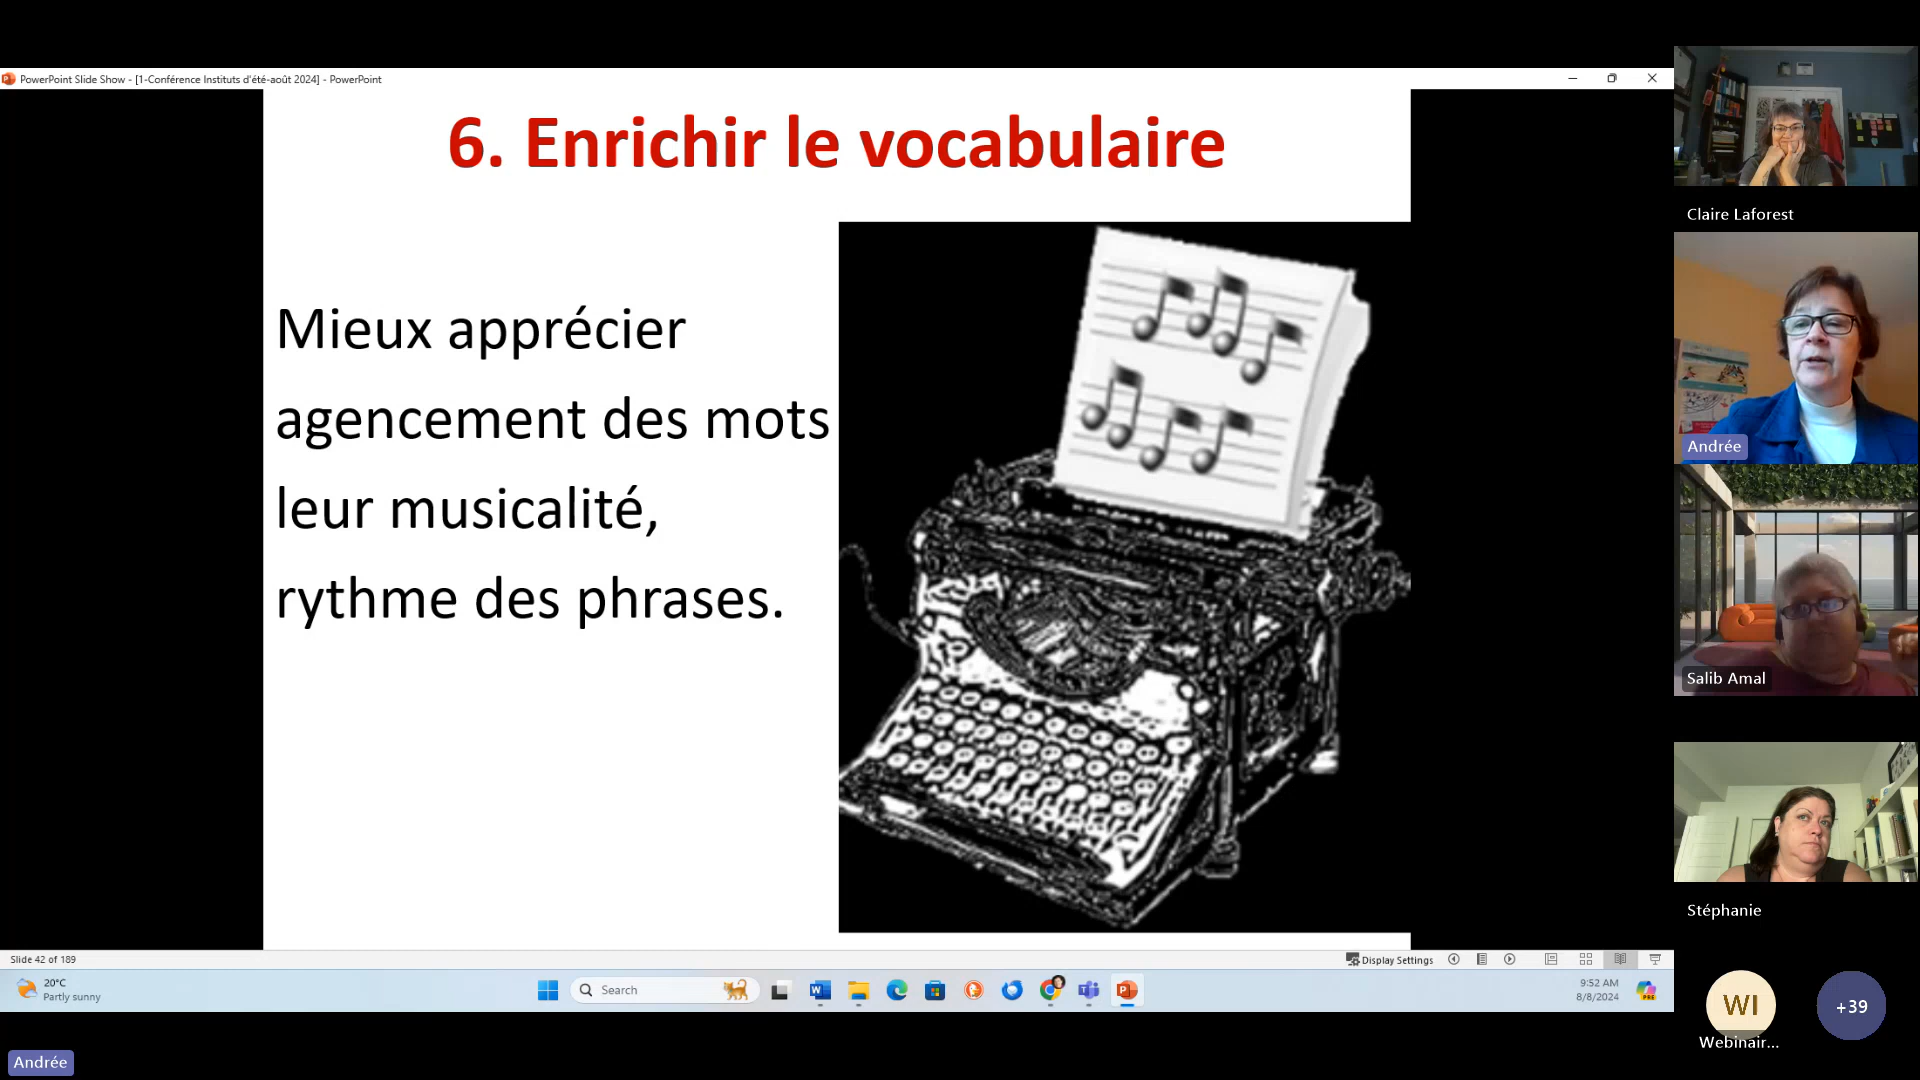 PowerPoint Slide Show - [1-Conférence Instituts d'été-août 2024] - PowerPoint
6. Enrichir le vocabulaire
Mieux apprécier
agencement des mots
leur musicalité,
rythme des phrases.
Claire Laforest
Andrée
Salib Amal
Stéphanie
WI
Webinair...
+39
Slide 42 of 189
Display Settings
20°C
Partly sunny
Search
9:52 AM
8/8/2024
Andrée